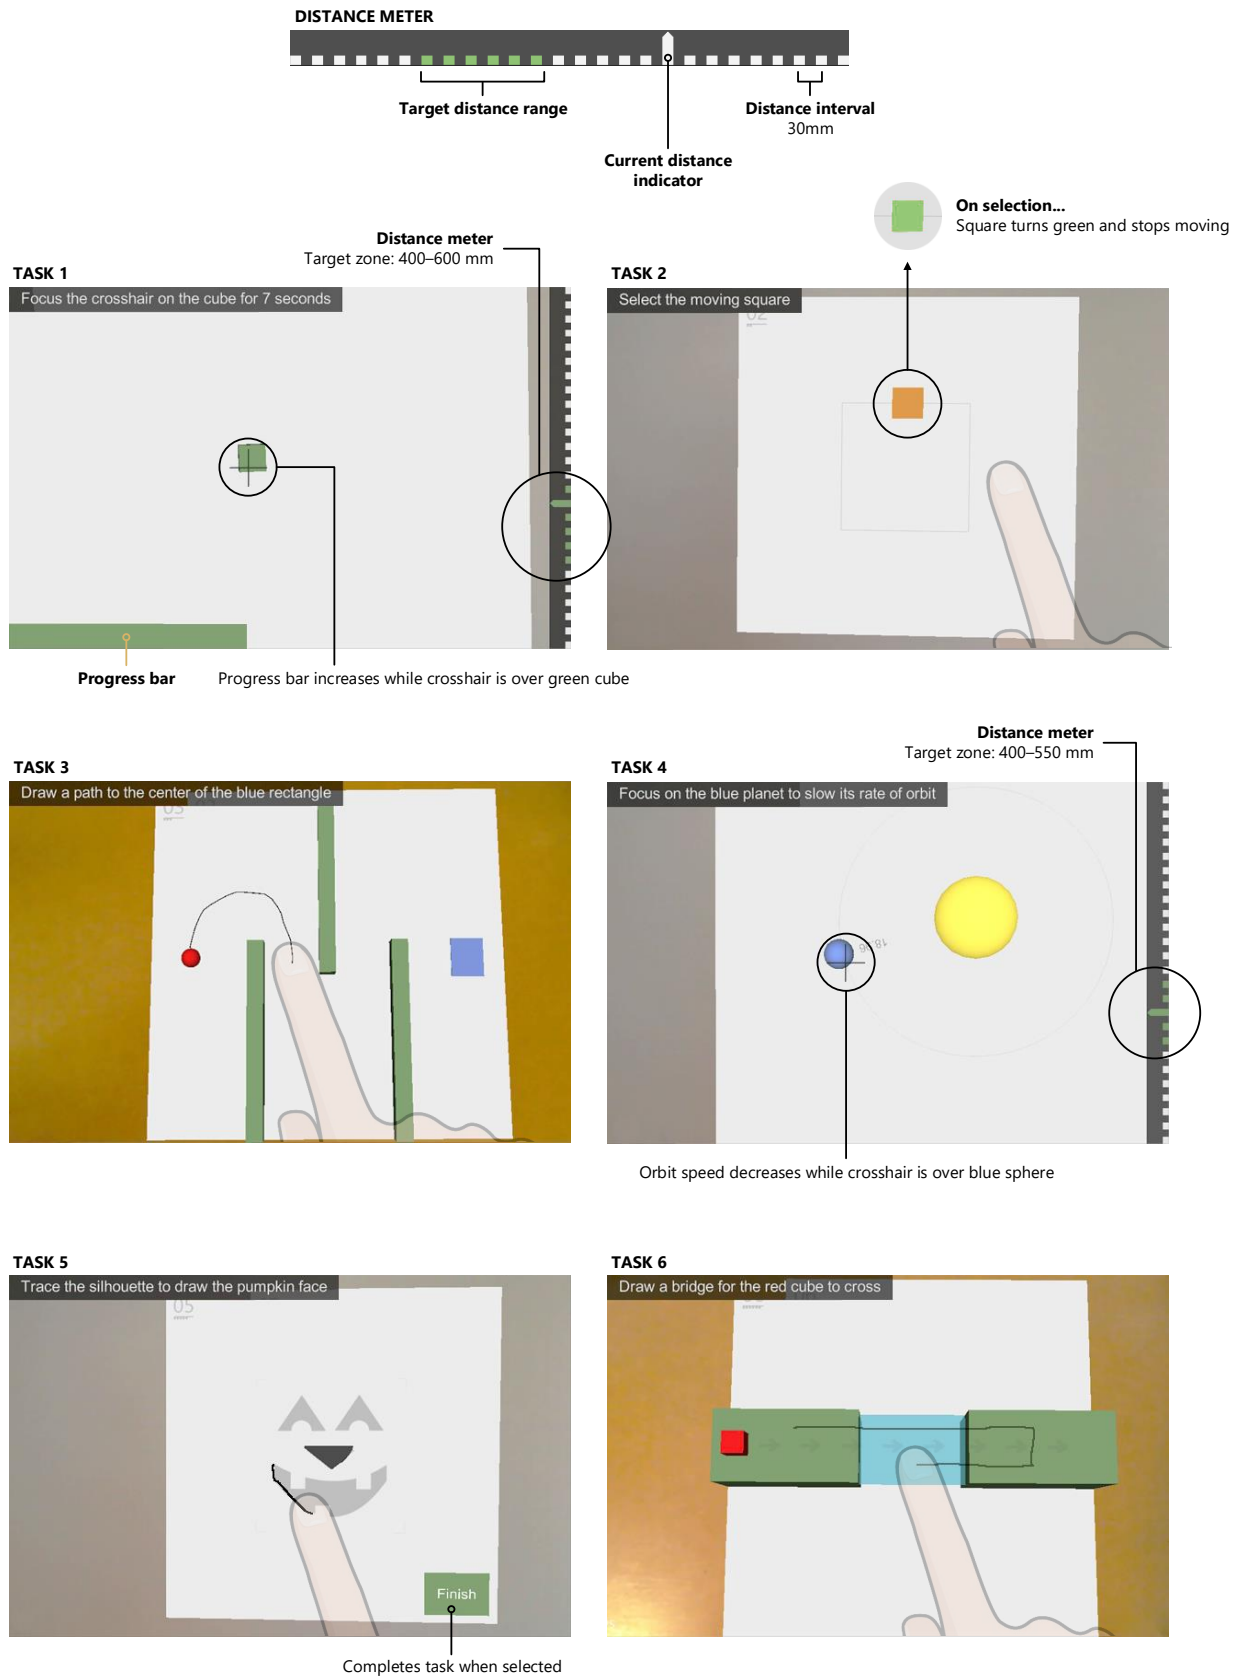 DISTANCE METER
Target distance range
Distance interval
30mm
Current distance
indicator
On selection...
Square turns green and stops moving
Distance meter
Target zone: 400–600 mm
TASK 1
Focus the crosshair on the cube for 7 seconds
Progress bar
Progress bar increases while crosshair is over green cube
TASK 2
Select the moving square
02
TASK 3
Draw a path to the center of the blue rectangle
03
Distance meter
Target zone: 400–550 mm
TASK 4
Focus on the blue planet to slow its rate of orbit
Orbit speed decreases while crosshair is over blue sphere
TASK 5
Trace the silhouette to draw the pumpkin face
05
Finish
Completes task when selected
TASK 6
Draw a bridge for the red cube to cross